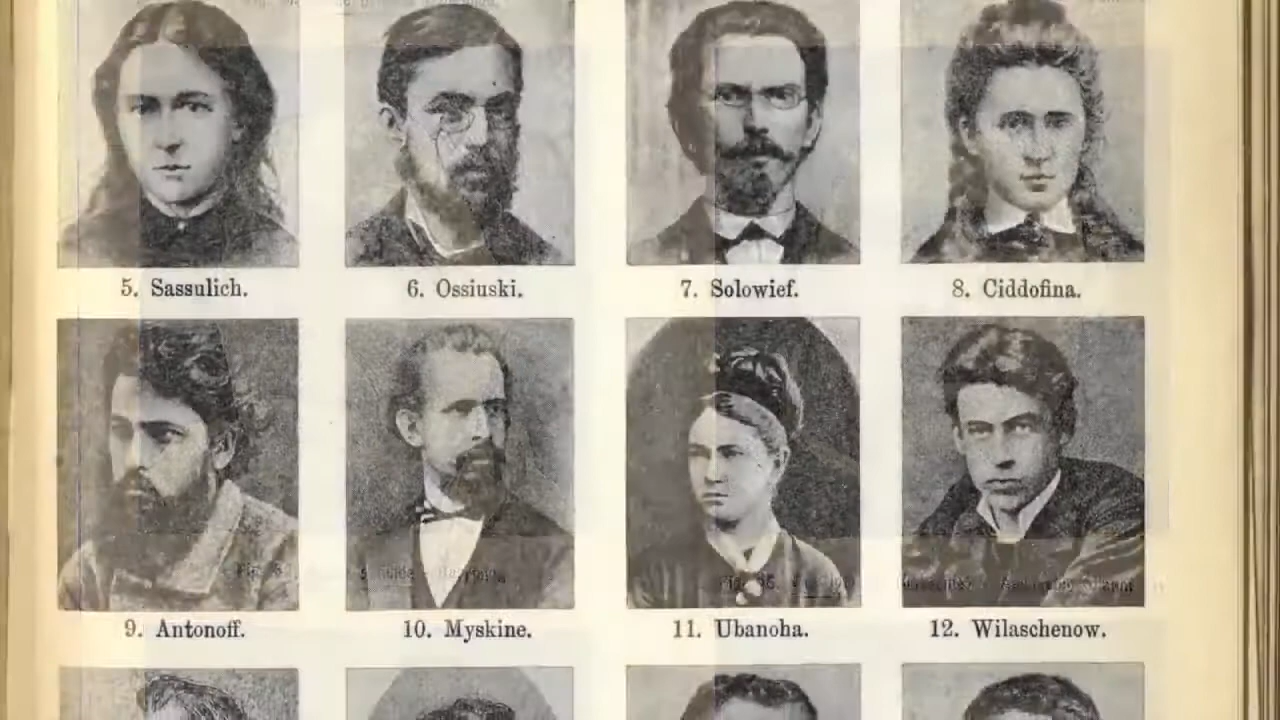 5. Sassulich. 6. Ossiuski. 7. Solowief. 8. Ciddofina.
9. Antonoff. 10. Myskine. 11. Ubanoha. 12. Wilaschenow.